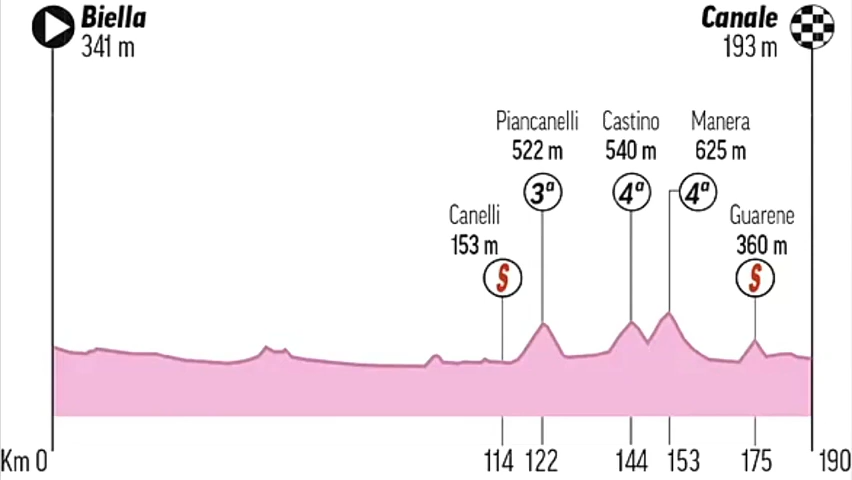 Biella
341 m
Canale
193 m
Piancanelli
522 m
3ª
Castino
540 m
4ª
Manera
625 m
4ª
Canelli
153 m
S
Guarene
360 m
S
Km 0
114
122
144
153
175
190